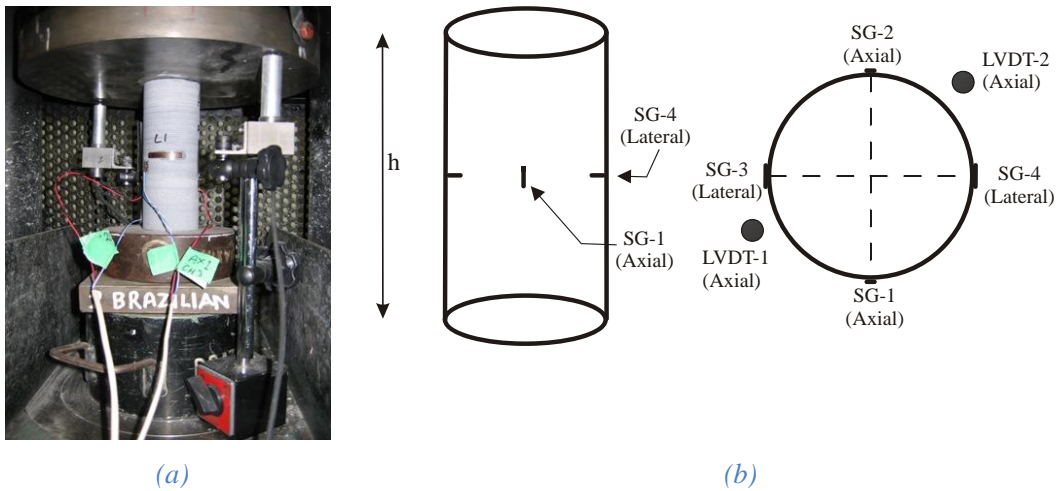 L1
BRAZILIAN
h
SG-4
(Lateral)
SG-1
(Axial)
SG-2
(Axial)
LVDT-2
(Axial)
SG-3
(Lateral)
SG-4
(Lateral)
LVDT-1
(Axial)
SG-1
(Axial)
(a)
(b)